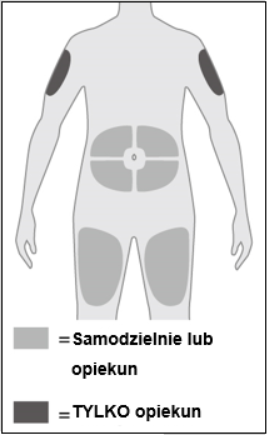 = Samodzielnie lub
opiekun
= TYLKO opiekun